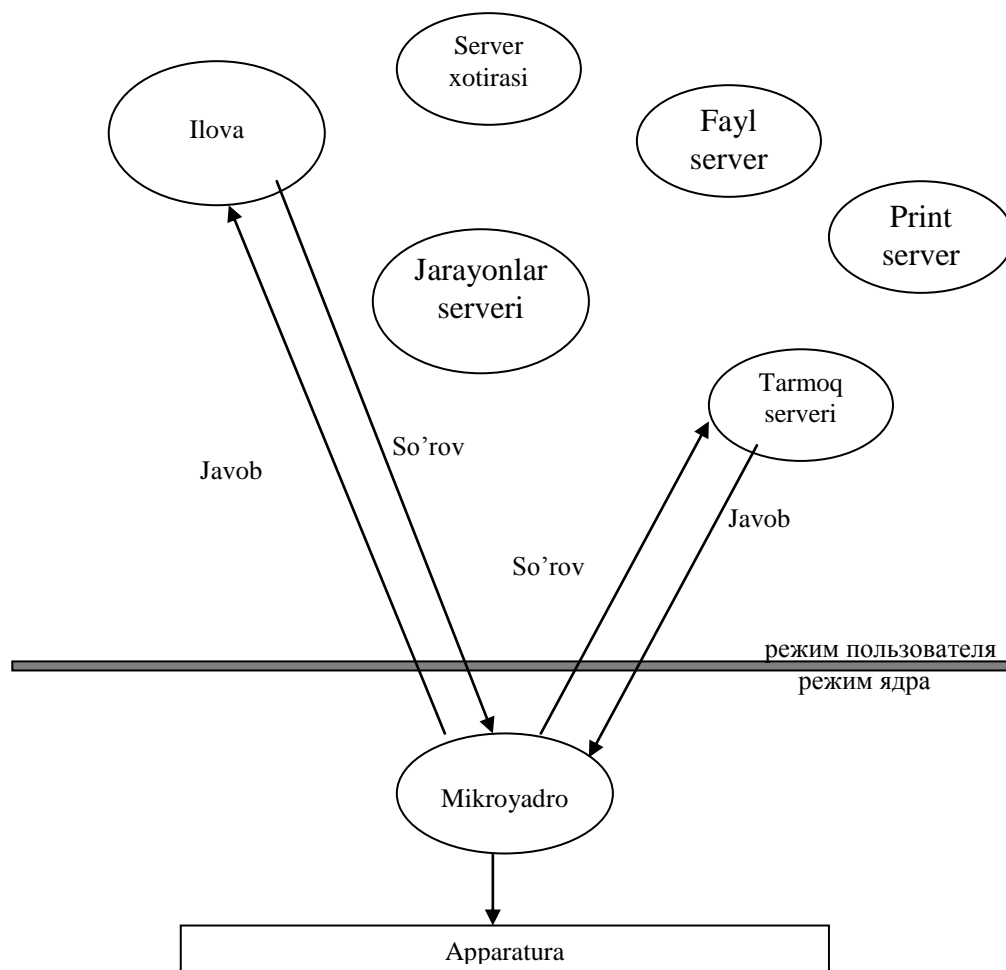 Server
xotirasi
Ilova
Fayl
server
Print
server
Jarayonlar
serveri
Tarmoq
serveri
So’rov
Javob
Javob
So’rov
режим пользователя
режим ядра
Mikroyadro
Apparatura